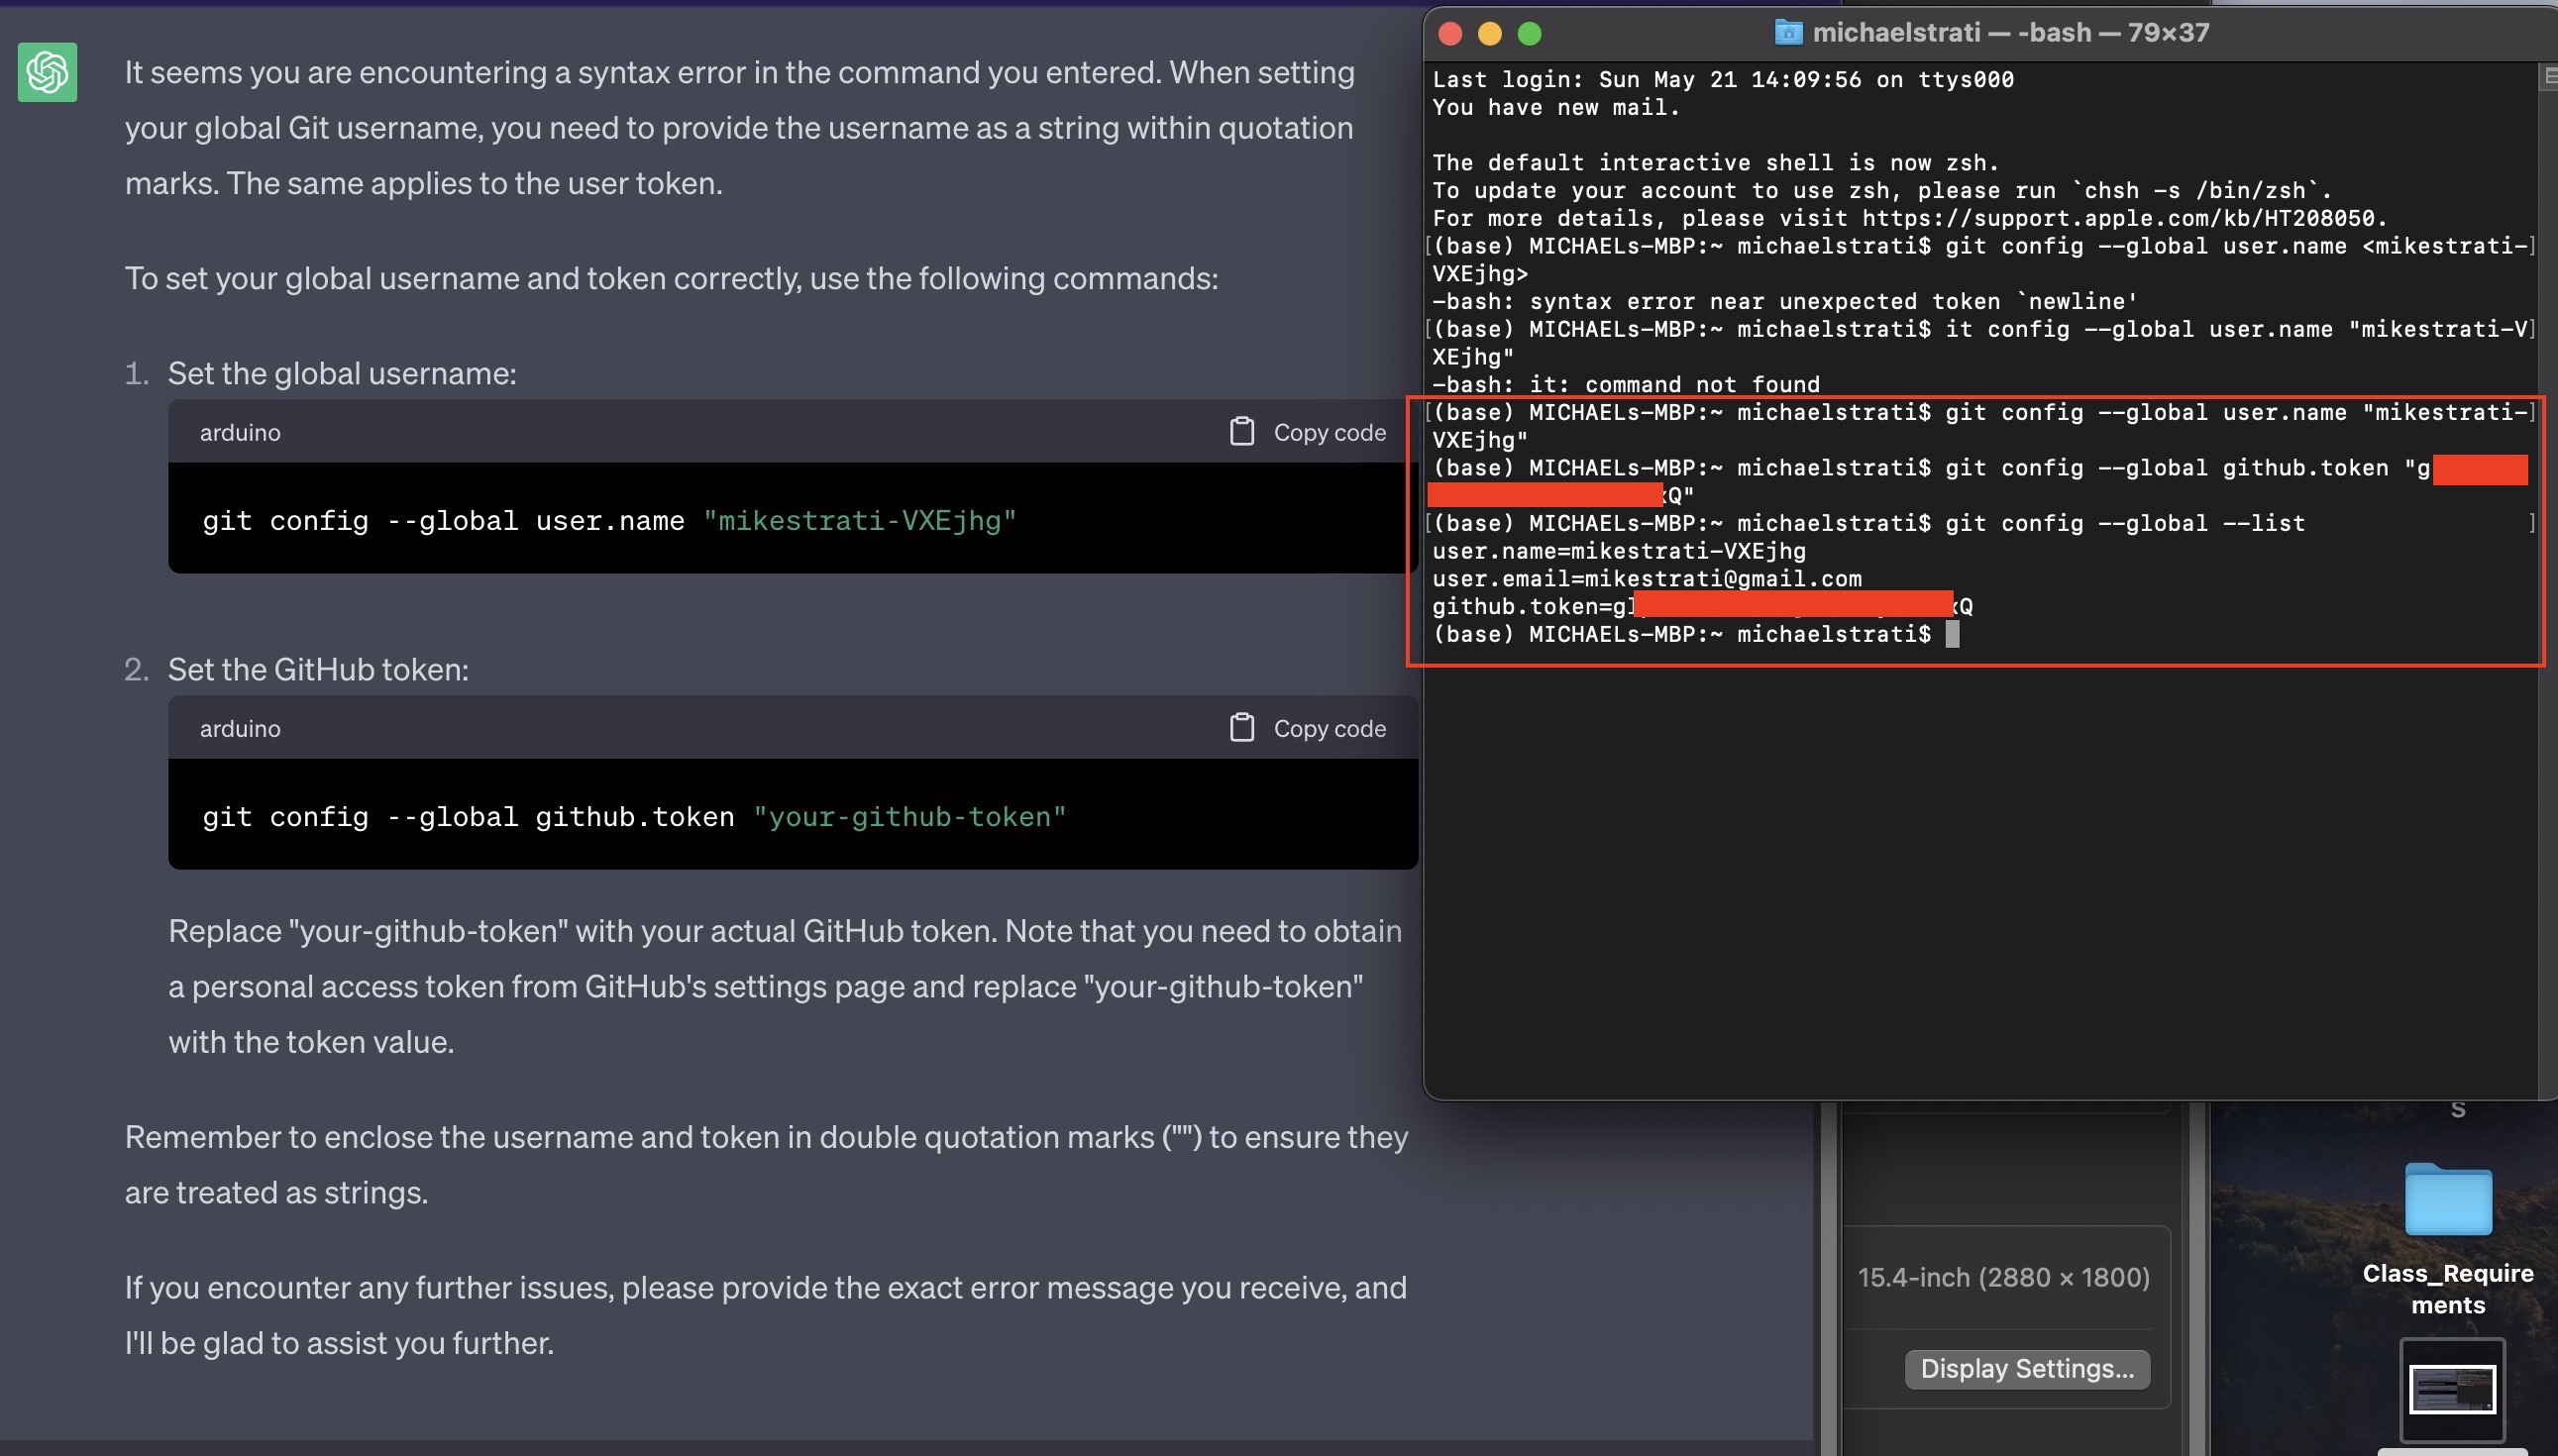 It seems you are encountering a syntax error in the command you entered. When setting
your global Git username, you need to provide the username as a string within quotation
marks. The same applies to the user token.
To set your global username and token correctly, use the following commands:
1. Set the global username:
arduino
Copy code
git config --global user.name "mikestrati-VXEjhg"
2. Set the GitHub token:
arduino
Copy code
git config --global github.token "your-github-token"
Replace "your-github-token" with your actual GitHub token. Note that you need to obtain
a personal access token from GitHub's settings page and replace "your-github-token"
with the token value.
Remember to enclose the username and token in double quotation marks ("") to ensure they
are treated as strings.
If you encounter any further issues, please provide the exact error message you receive, and
I'll be glad to assist you further.
michaelstrati — -bash — 79×37
Last login: Sun May 21 14:09:56 on ttys000
You have new mail.
The default interactive shell is now zsh.
To update your account to use zsh, please run `chsh -s /bin/zsh`.
For more details, please visit https://support.apple.com/kb/HT208050.
[(base) MICHAELs-MBP:~ michaelstrati$ git config --global user.name <mikestrati-]
VXEjhg>
-bash: syntax error near unexpected token `newline'
[(base) MICHAELs-MBP:~ michaelstrati$ it config --global user.name "mikestrati-V]
XEjhg"
-bash: it: command not found
[(base) MICHAELs-MBP:~ michaelstrati$ git config --global user.name "mikestrati-]
VXEjhg"
(base) MICHAELs-MBP:~ michaelstrati$ git config --global github.token "g
Q"
[(base) MICHAELs-MBP:~ michaelstrati$ git config --global --list ]
user.name=mikestrati-VXEjhg
user.email=mikestrati@gmail.com
github.token=gl Q
(base) MICHAELs-MBP:~ michaelstrati$
s
15.4-inch (2880 × 1800)
Display Settings...
Class_Require
ments